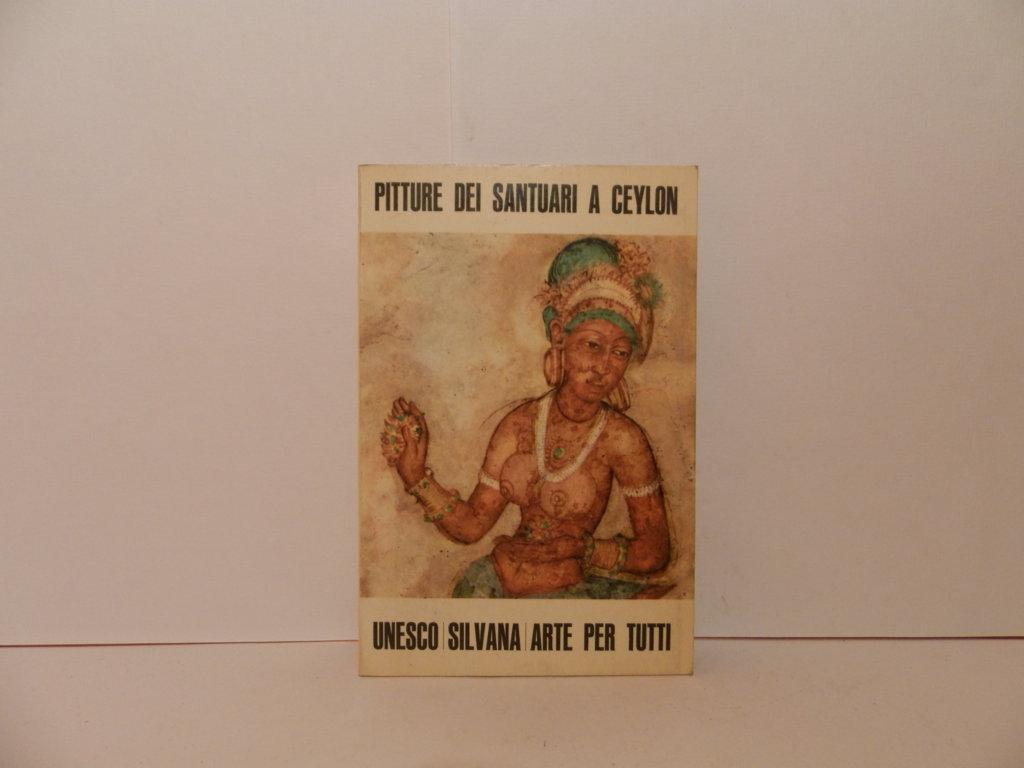 PITTURE DEI SANTUARI A CEYLON
UNESCO | SILVANA | ARTE PER TUTTI